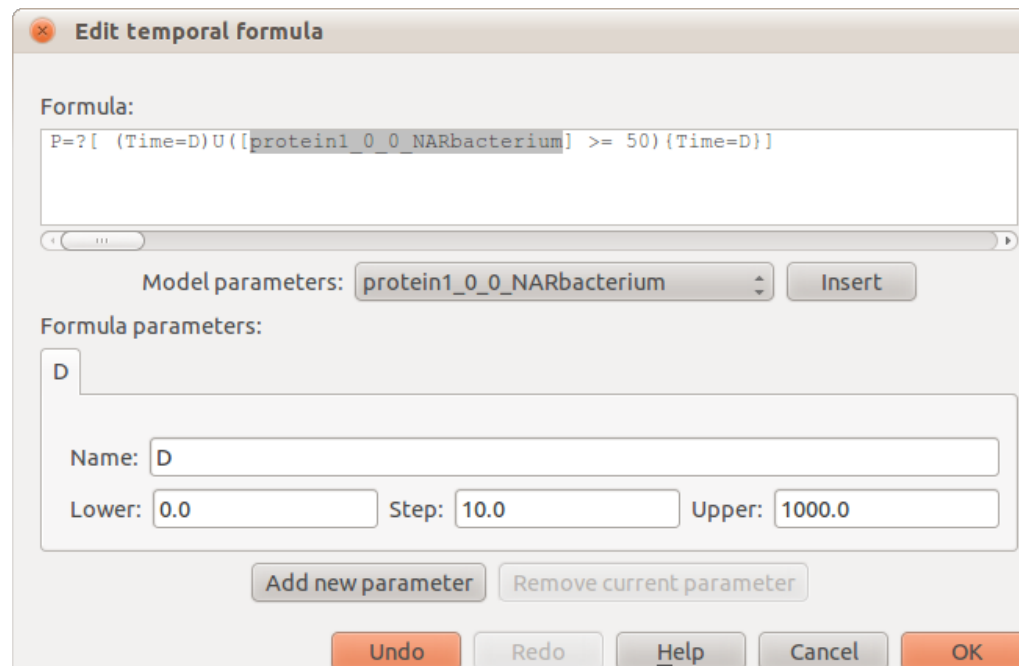 Edit temporal formula
Formula:
P=?[ (Time=D)U([protein1_0_0_NARbacterium] >= 50){Time=D}]
Model parameters: protein1_0_0_NARbacterium Insert
Formula parameters:
D
Name: D
Lower: 0.0 Step: 10.0 Upper: 1000.0
Add new parameter Remove current parameter
Undo Redo Help Cancel OK